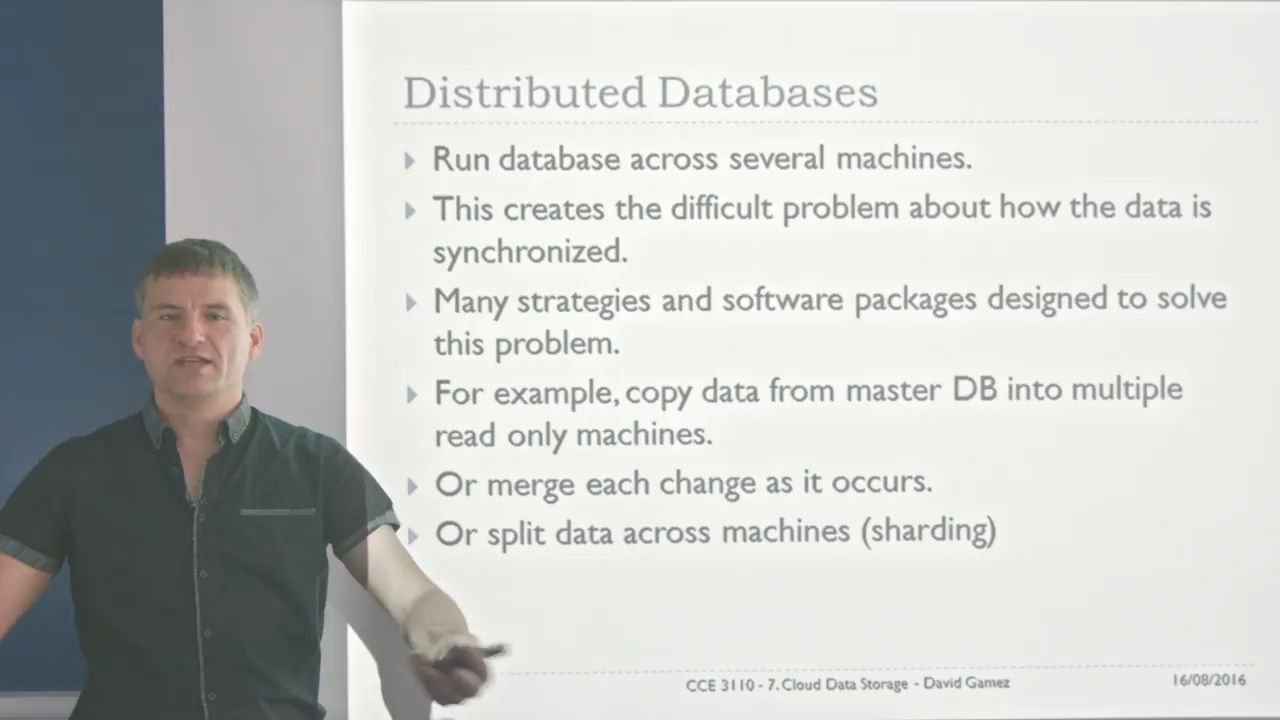 Distributed Databases
Run database across several machines.
This creates the difficult problem about how the data is
synchronized.
Many strategies and software packages designed to solve
this problem.
For example, copy data from master DB into multiple
read only machines.
Or merge each change as it occurs.
Or split data across machines (sharding)
CCE 3110 - 7. Cloud Data Storage - David Gamez
16/08/2016